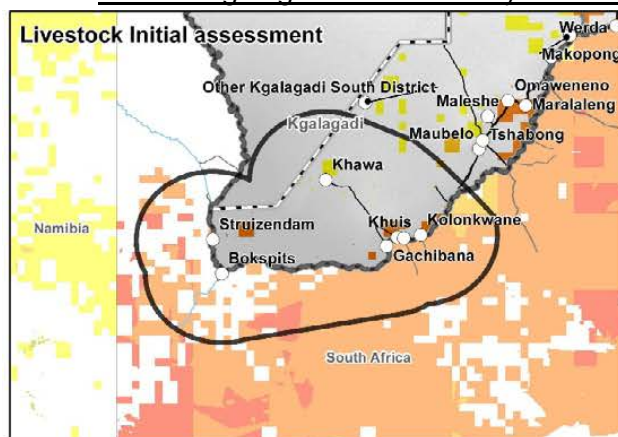 Livestock Initial assessment
Werda
Makopong
Other Kgalagadi South District
Omaweneno
Maleshe
Maralaleng
Kgalagadi
Maubelo
Tshabong
Khawa
Namibia
Struizendam
Khuis
Kolonkwane
Gachibana
Bokspits
South Africa